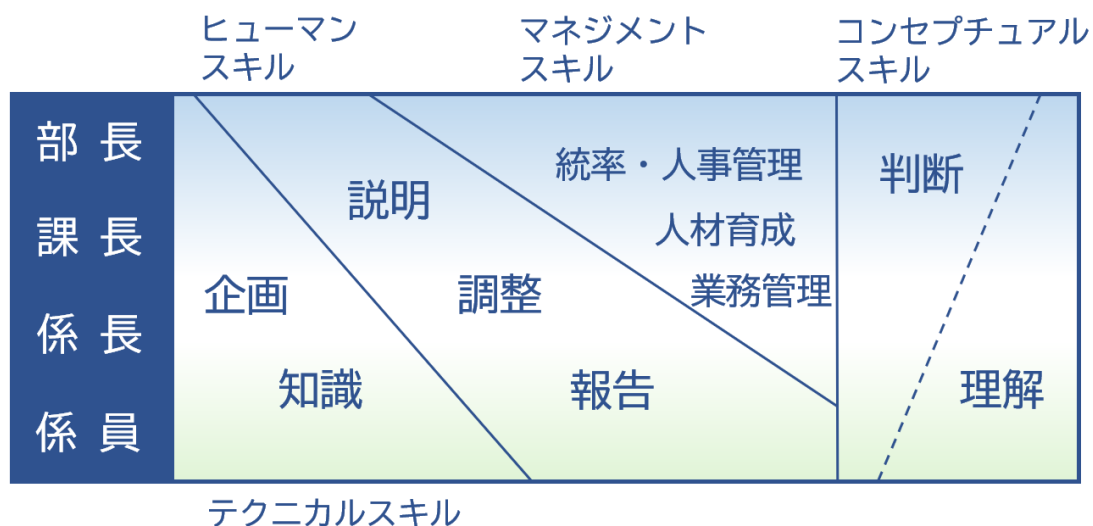 ヒューマン
スキル
マネジメント
スキル
コンセプチュアル
スキル
部長
課長
係長
係員
説明
企画
調整
知識
報告
統率・人事管理
人材育成
業務管理
判断
理解
テクニカルスキル